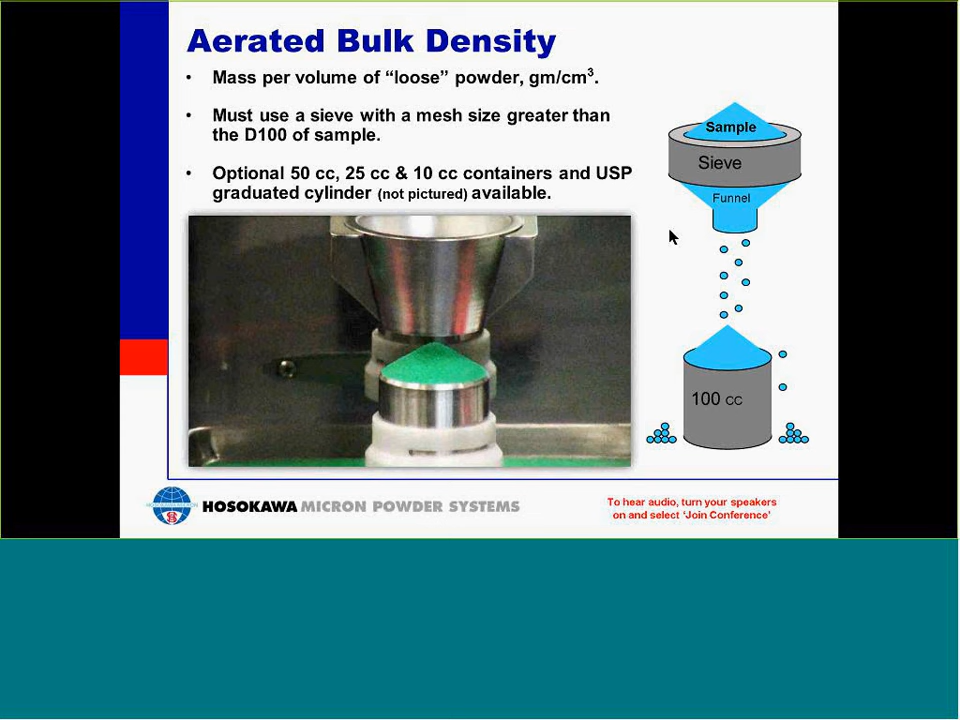 Aerated Bulk Density
• Mass per volume of “loose” powder, gm/cm³.
• Must use a sieve with a mesh size greater than
the D100 of sample.
• Optional 50 cc, 25 cc & 10 cc containers and USP
graduated cylinder (not pictured) available.
Sample
Sieve
Funnel
100 cc
HOSOKAWA MICRON POWDER SYSTEMS
To hear audio, turn your speakers
on and select ‘Join Conference’